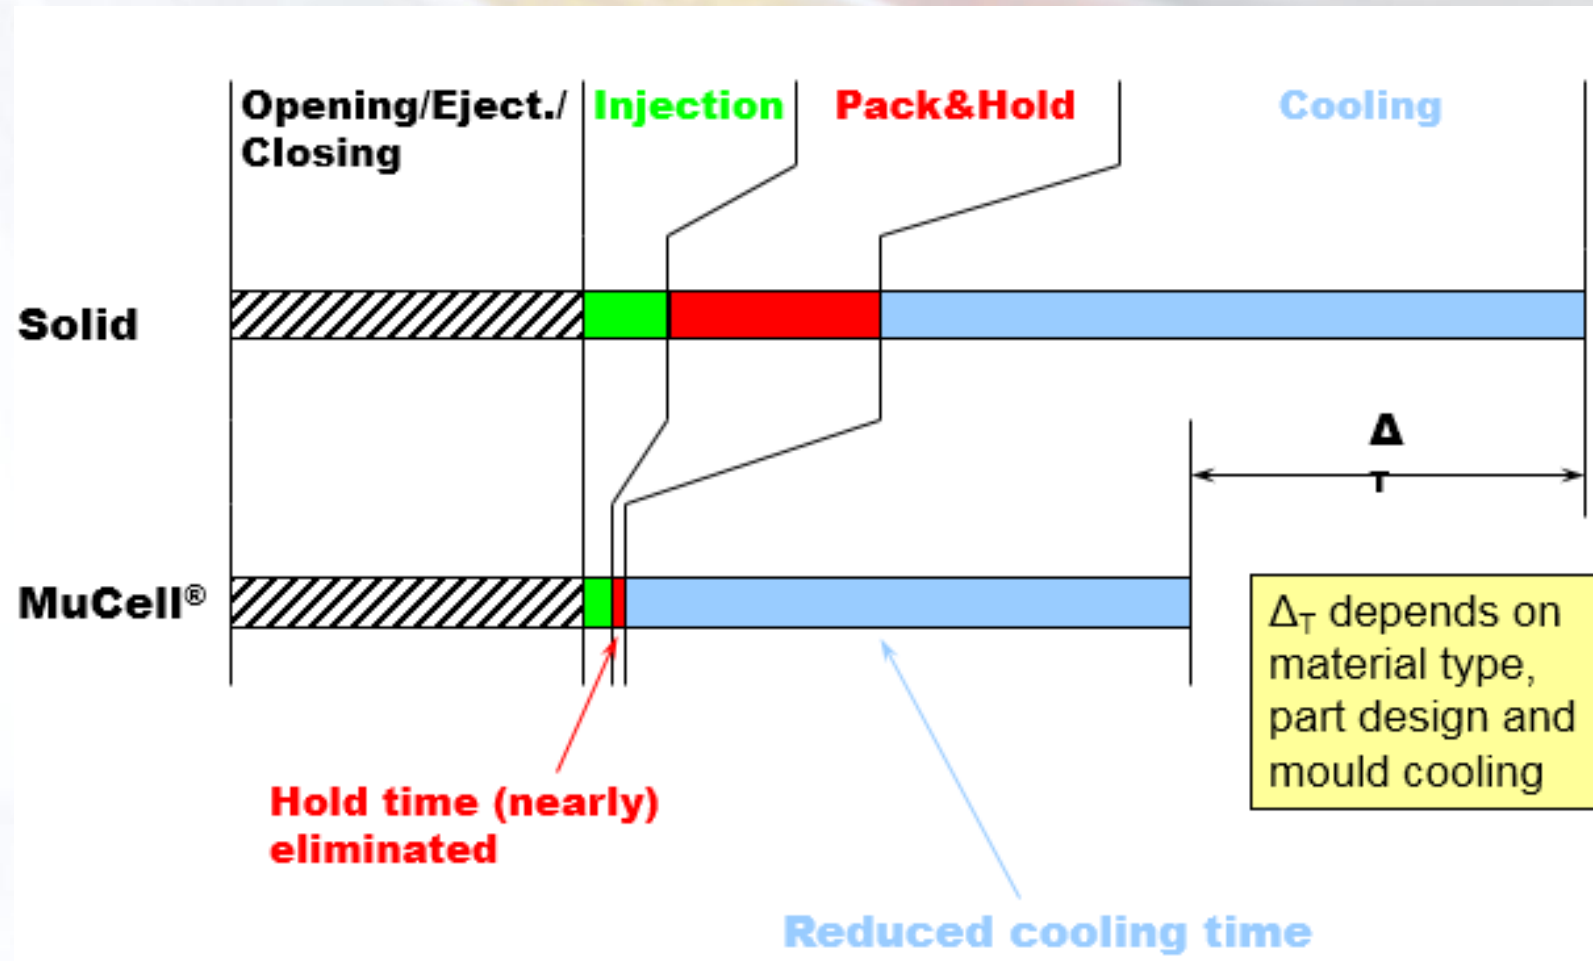 Opening/Eject./
Closing
Injection
Pack&Hold
Cooling
Solid
Δ
T
MuCell®
ΔT depends on
material type,
part design and
mould cooling
Hold time (nearly)
eliminated
Reduced cooling time